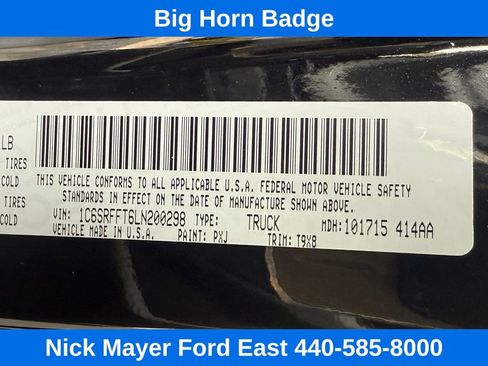 Big Horn Badge
LB
TIRES
COLD
TIRES
COLD
THIS VEHICLE CONFORMS TO ALL APPLICABLE U.S.A. FEDERAL MOTOR VEHICLE SAFETY
STANDARDS IN EFFECT ON THE DATE OF MANUFACTURE SHOWN ABOVE.
VIN: 1C6SRFFT6LN200298 TYPE: TRUCK MDH: 101715 414AA
VEHICLE MADE IN U.S.A. PAINT: PXJ TRIM: T9X8
Nick Mayer Ford East 440-585-8000